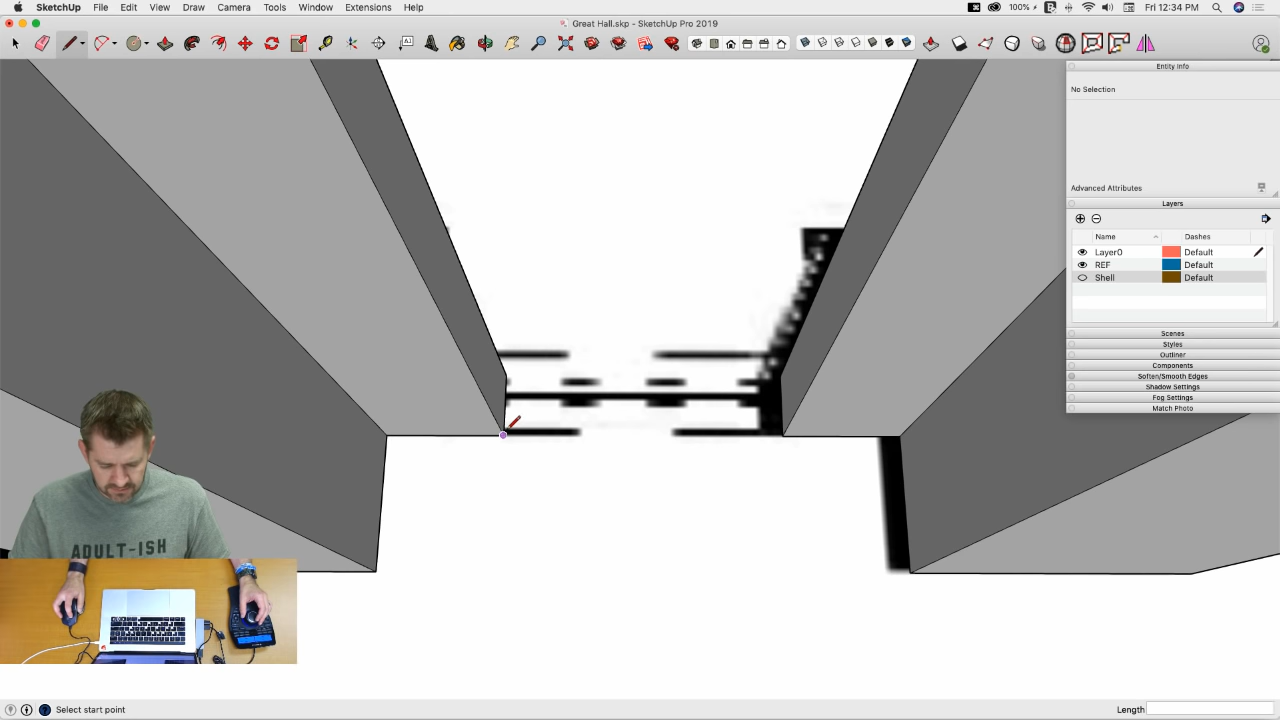 SketchUp File Edit View Draw Camera Tools Window Extensions Help
100% Fri 12:34 PM
Great Hall.skp - SketchUp Pro 2019
Entity Info
No Selection
Advanced Attributes
Layers
Name Dashes
Layer0 Default
REF Default
Shell Default
Scenes
Styles
Outliner
Components
Soften/Smooth Edges
Shadow Settings
Fog Settings
Match Photo
ADULT-ISH
Select start point
Length